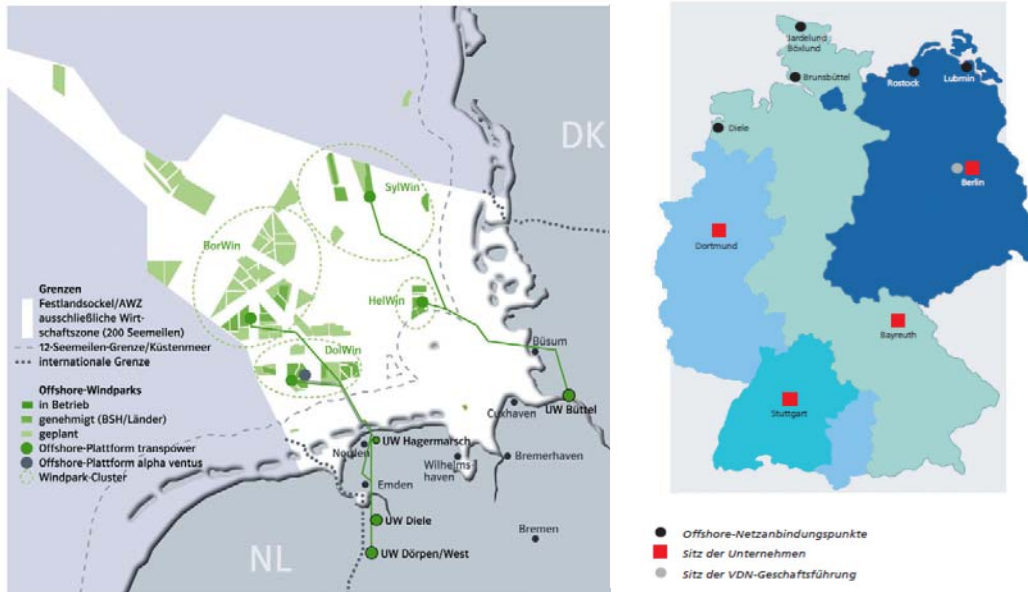 DK
SylWin
BorWin
HelWin
DolWin
Grenzen
Festlandsockel/AWZ
ausschließliche Wirt-
schaftszone (200 Seemeilen)
12-Seemeilen-Grenze/Küstenmeer
internationale Grenze
Offshore-Windparks
in Betrieb
genehmigt (BSH/Länder)
geplant
Offshore-Plattform transpower
Offshore-Plattform alpha ventus
Windpark-Cluster
Büsum
UW Büttel
Cuxhaven
UW Hagermarsch
Norden
Wilhelms-
haven
Bremerhaven
Emden
UW Diele
Bremen
UW Dörpen/West
NL
Jardelund
Böxlund
Brunsbüttel
Rostock
Lubmin
Diele
Berlin
Dortmund
Bayreuth
Stuttgart
Offshore-Netzanbindungspunkte
Sitz der Unternehmen
Sitz der VDN-Geschaftsführung